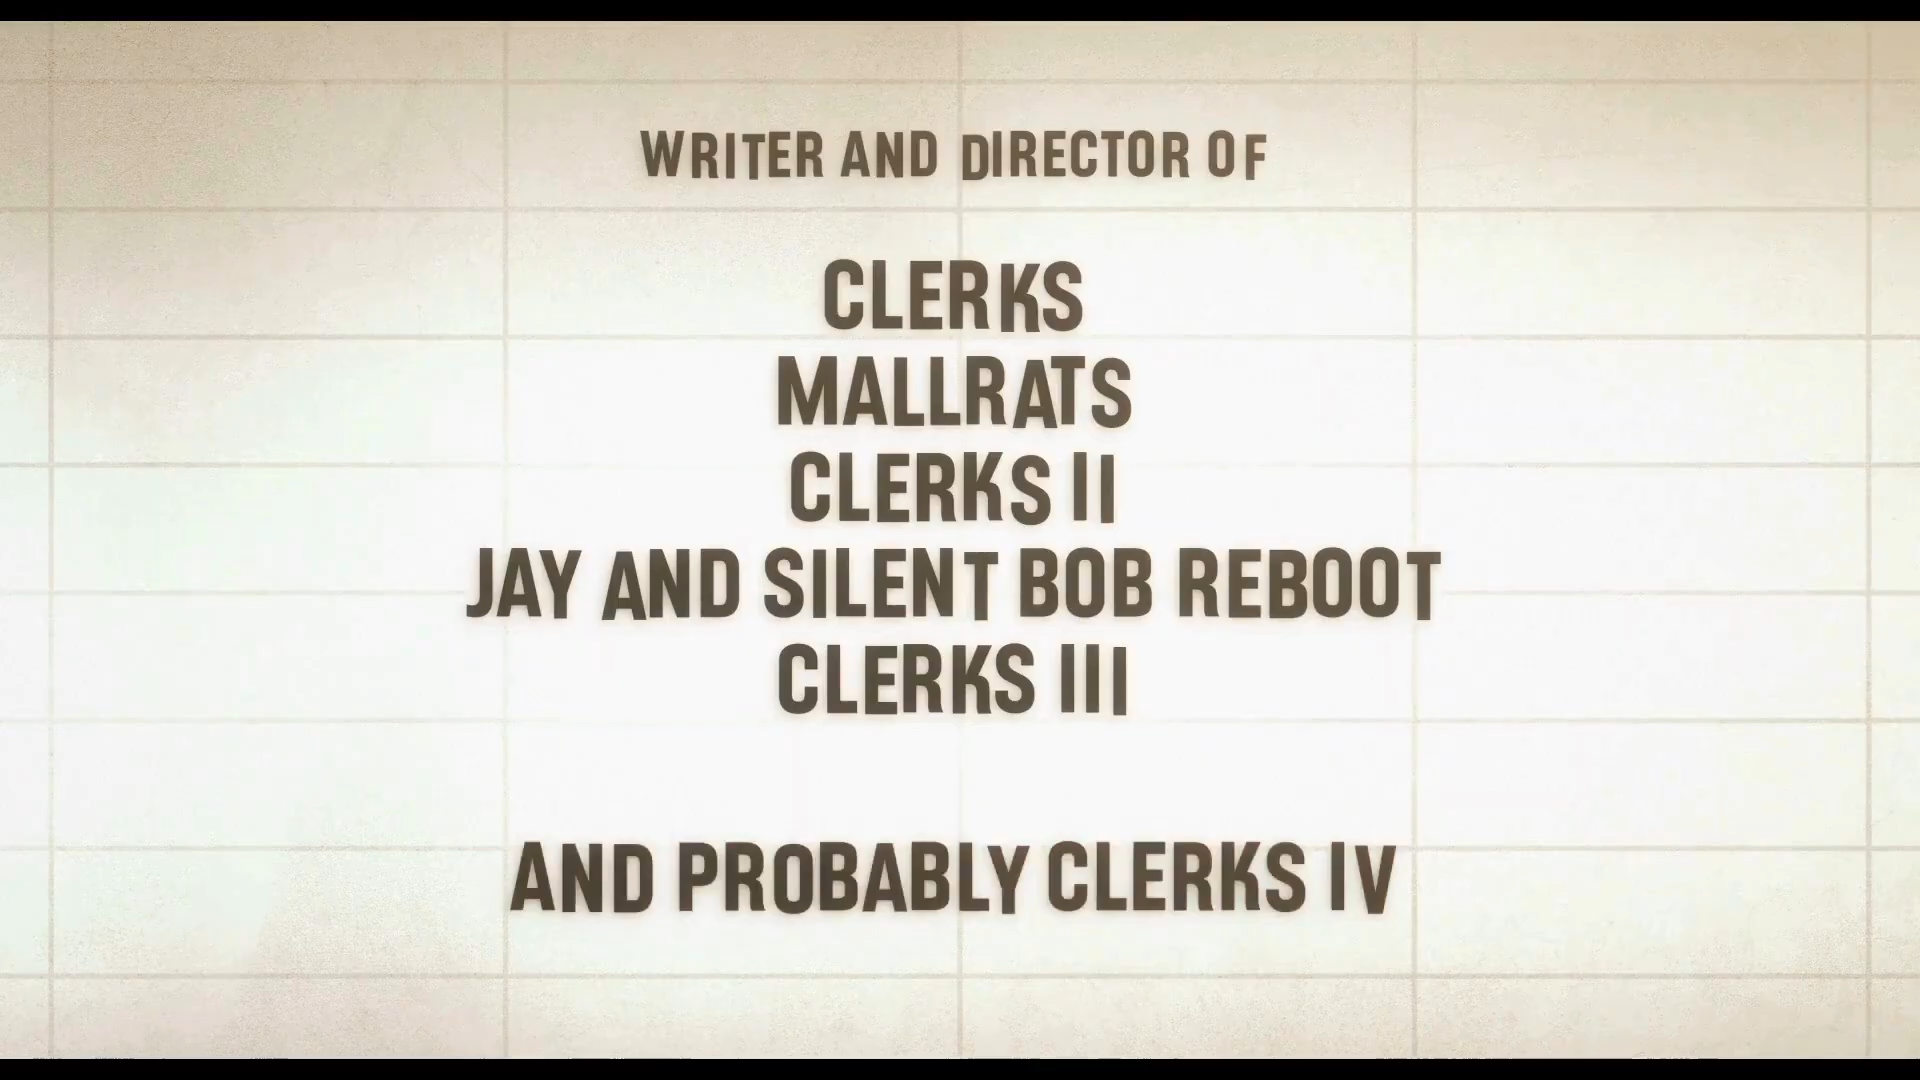 WRITER AND DIRECTOR OF
CLERKS
MALLRATS
CLERKS II
JAY AND SILENT BOB REBOOT
CLERKS III
AND PROBABLY CLERKS IV